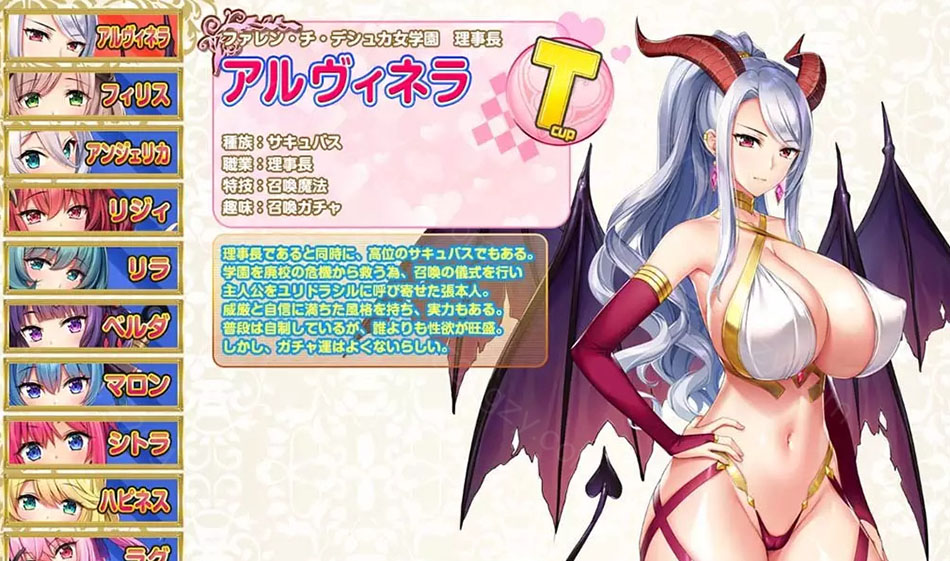 アルヴィネラ
フィリス
アンジェリカ
リジィ
リラ
ベルダ
マロン
シトラ
ハピネス
ラグ
ファレン・チ・デシュカ女学園 理事長
アルヴィネラ
T
cup
種族：サキュバス
職業：理事長
特技：召喚魔法
趣味：召喚ガチャ
理事長であると同時に、高位のサキュバスでもある。
学園を廃校の危機から救う為、召喚の儀式を行い
主人公をユリドラシルに呼び寄せた張本人。
威厳と自信に満ちた風格を持ち、実力もある。
普段は自制しているが、誰よりも性欲が旺盛。
しかし、ガチャ運はよくないらしい。